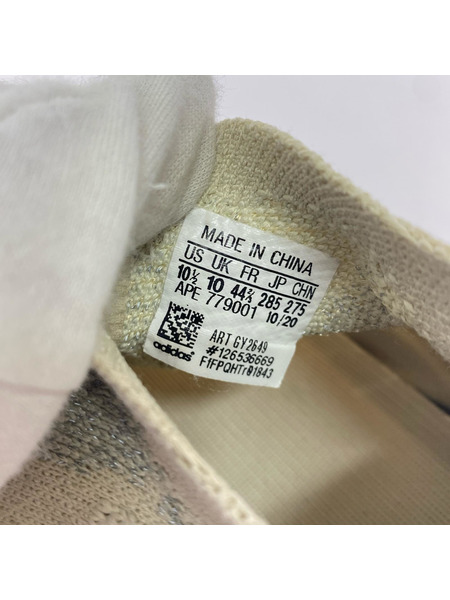 MADE IN CHINA
US UK FR JP CHN
10½ 10 44⅔ 285 275
APE 779001 10/20
ART GY2649
#126536669
F1FPQHTr01843
adidas